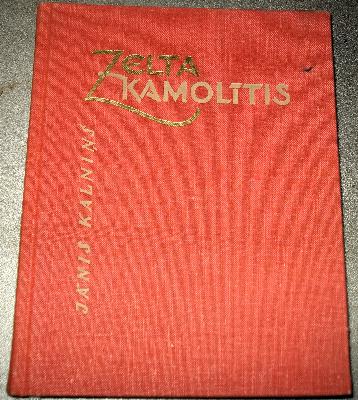 ZELTA
KAMOLĪTIS
JĀNIS KALNIŅŠ